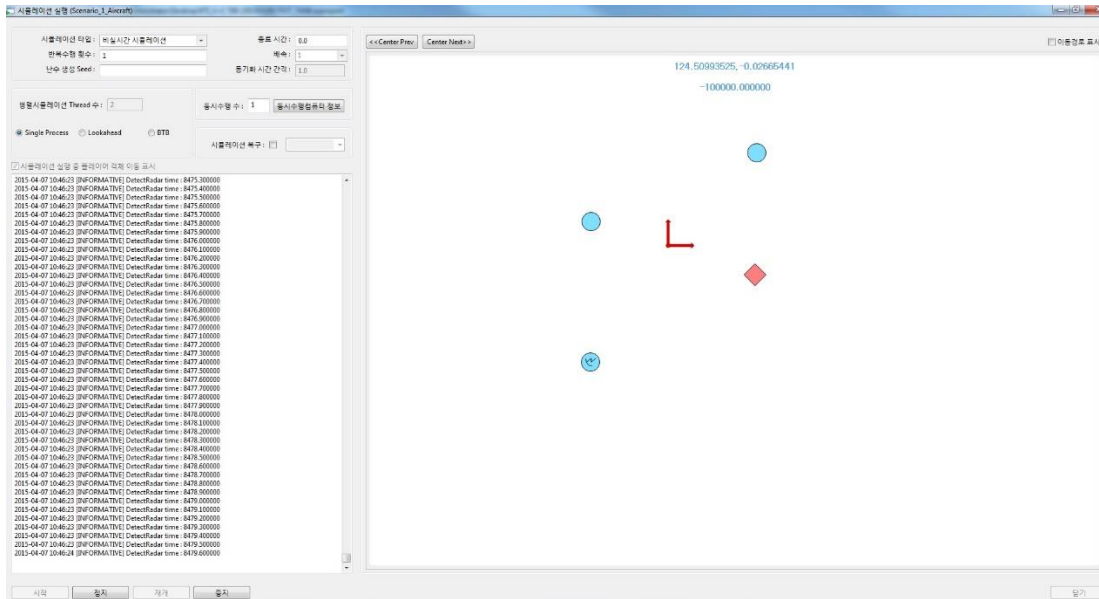 시뮬레이션 실행 (Scenario_1_Aircraft)
시뮬레이션 타입: 비실시간 시뮬레이션
종료 시간: 0.0
반복수행 횟수: 1
배속: 1
난수 생성 Seed:
동기화 시간 간격: 1.0
병렬시뮬레이션 Thread 수: 2
동시수행 수: 1 동시수행컴퓨터 정보
Single Process Lookahead BTB
시뮬레이션 복구:
시뮬레이션 실행 중 플레이어 객체 이동 표시
2015-04-07 10:46:23 [INFORMATIVE] DetectRadar time : 8475.300000
2015-04-07 10:46:23 [INFORMATIVE] DetectRadar time : 8475.400000
2015-04-07 10:46:23 [INFORMATIVE] DetectRadar time : 8475.500000
2015-04-07 10:46:23 [INFORMATIVE] DetectRadar time : 8475.600000
2015-04-07 10:46:23 [INFORMATIVE] DetectRadar time : 8475.700000
2015-04-07 10:46:23 [INFORMATIVE] DetectRadar time : 8475.800000
2015-04-07 10:46:23 [INFORMATIVE] DetectRadar time : 8475.900000
2015-04-07 10:46:23 [INFORMATIVE] DetectRadar time : 8476.000000
2015-04-07 10:46:23 [INFORMATIVE] DetectRadar time : 8476.100000
2015-04-07 10:46:23 [INFORMATIVE] DetectRadar time : 8476.200000
2015-04-07 10:46:23 [INFORMATIVE] DetectRadar time : 8476.300000
2015-04-07 10:46:23 [INFORMATIVE] DetectRadar time : 8476.400000
2015-04-07 10:46:23 [INFORMATIVE] DetectRadar time : 8476.500000
2015-04-07 10:46:23 [INFORMATIVE] DetectRadar time : 8476.600000
2015-04-07 10:46:23 [INFORMATIVE] DetectRadar time : 8476.700000
2015-04-07 10:46:23 [INFORMATIVE] DetectRadar time : 8476.800000
2015-04-07 10:46:23 [INFORMATIVE] DetectRadar time : 8476.900000
2015-04-07 10:46:23 [INFORMATIVE] DetectRadar time : 8477.000000
2015-04-07 10:46:23 [INFORMATIVE] DetectRadar time : 8477.100000
2015-04-07 10:46:23 [INFORMATIVE] DetectRadar time : 8477.200000
2015-04-07 10:46:23 [INFORMATIVE] DetectRadar time : 8477.300000
2015-04-07 10:46:23 [INFORMATIVE] DetectRadar time : 8477.400000
2015-04-07 10:46:23 [INFORMATIVE] DetectRadar time : 8477.500000
2015-04-07 10:46:23 [INFORMATIVE] DetectRadar time : 8477.600000
2015-04-07 10:46:23 [INFORMATIVE] DetectRadar time : 8477.700000
2015-04-07 10:46:23 [INFORMATIVE] DetectRadar time : 8477.800000
2015-04-07 10:46:23 [INFORMATIVE] DetectRadar time : 8477.900000
2015-04-07 10:46:23 [INFORMATIVE] DetectRadar time : 8478.000000
2015-04-07 10:46:23 [INFORMATIVE] DetectRadar time : 8478.100000
2015-04-07 10:46:23 [INFORMATIVE] DetectRadar time : 8478.200000
2015-04-07 10:46:23 [INFORMATIVE] DetectRadar time : 8478.300000
2015-04-07 10:46:23 [INFORMATIVE] DetectRadar time : 8478.400000
2015-04-07 10:46:23 [INFORMATIVE] DetectRadar time : 8478.500000
2015-04-07 10:46:23 [INFORMATIVE] DetectRadar time : 8478.600000
2015-04-07 10:46:23 [INFORMATIVE] DetectRadar time : 8478.700000
2015-04-07 10:46:23 [INFORMATIVE] DetectRadar time : 8478.800000
2015-04-07 10:46:23 [INFORMATIVE] DetectRadar time : 8478.900000
2015-04-07 10:46:23 [INFORMATIVE] DetectRadar time : 8479.000000
2015-04-07 10:46:23 [INFORMATIVE] DetectRadar time : 8479.100000
2015-04-07 10:46:23 [INFORMATIVE] DetectRadar time : 8479.200000
2015-04-07 10:46:23 [INFORMATIVE] DetectRadar time : 8479.300000
2015-04-07 10:46:23 [INFORMATIVE] DetectRadar time : 8479.400000
2015-04-07 10:46:23 [INFORMATIVE] DetectRadar time : 8479.500000
2015-04-07 10:46:24 [INFORMATIVE] DetectRadar time : 8479.600000
시작 정지 재개 중지
<<Center Prev Center Next>>
이동경로 표시
124.50993525,-0.02665441
-100000.000000
닫기